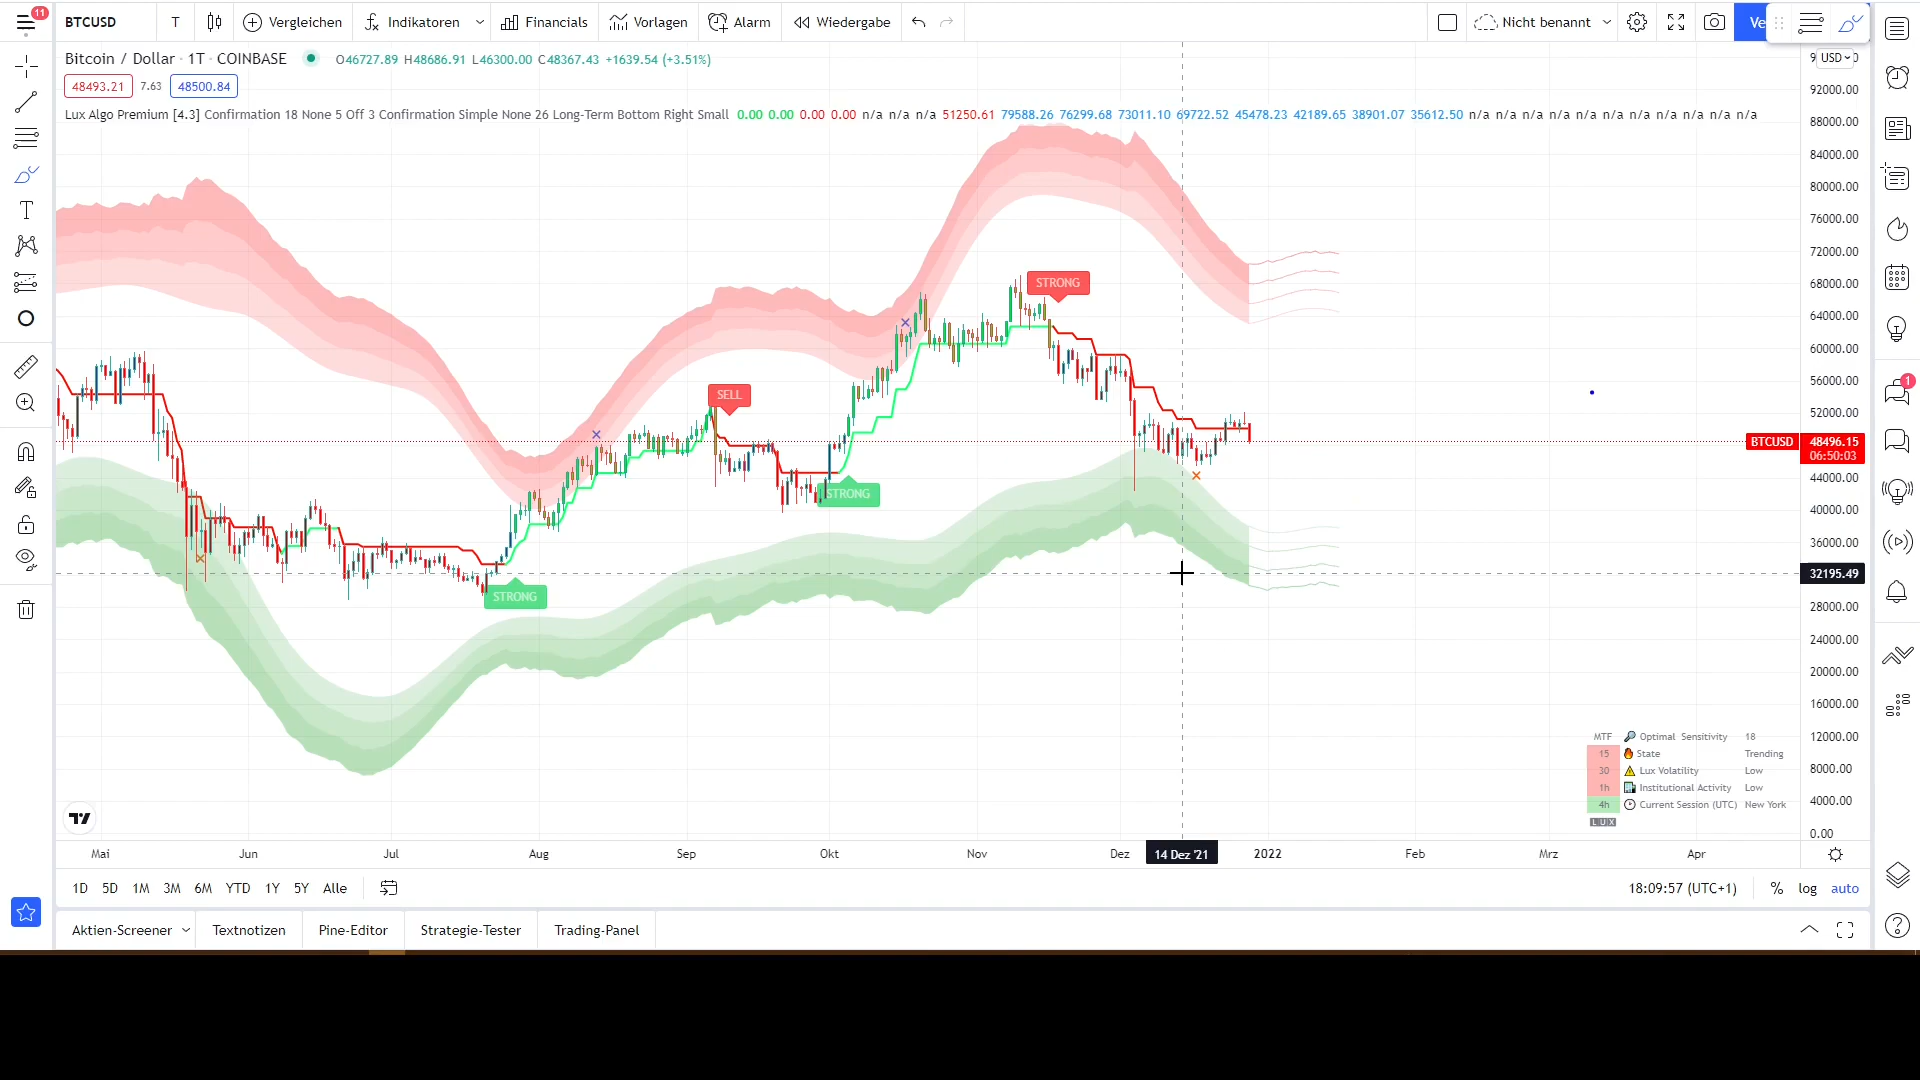 11
BTCUSD
T
Vergleichen
Indikatoren
Financials
Vorlagen
Alarm
Wiedergabe
Nicht benannt
Ve
Bitcoin / Dollar · 1T · COINBASE
O46727.89 H48686.91 L46300.00 C48367.43 +1639.54 (+3.51%)
USD
48493.21 7.63 48500.84
Lux Algo Premium [4.3] Confirmation 18 None 5 Off 3 Confirmation Simple None 26 Long-Term Bottom Right Small 0.00 0.00 0.00 0.00 n/a n/a n/a 51250.61 79588.26 76299.68 73011.10 69722.52 45478.23 42189.65 38901.07 35612.50 n/a n/a n/a n/a n/a n/a n/a n/a n/a n/a n/a
92000.00
88000.00
84000.00
80000.00
76000.00
72000.00
68000.00
64000.00
60000.00
56000.00
52000.00
BTCUSD 48496.15
06:50:03
44000.00
40000.00
36000.00
32195.49
28000.00
24000.00
20000.00
16000.00
12000.00
8000.00
4000.00
0.00
STRONG
SELL
STRONG
STRONG
1
MTF Optimal Sensitivity 18
15 State Trending
30 Lux Volatility Low
1h Institutional Activity Low
4h Current Session (UTC) New York
LUX
Mai Jun Jul Aug Sep Okt Nov Dez 14 Dez '21 2022 Feb Mrz Apr
1D 5D 1M 3M 6M YTD 1Y 5Y Alle
18:09:57 (UTC+1) % log auto
Aktien-Screener Textnotizen Pine-Editor Strategie-Tester Trading-Panel